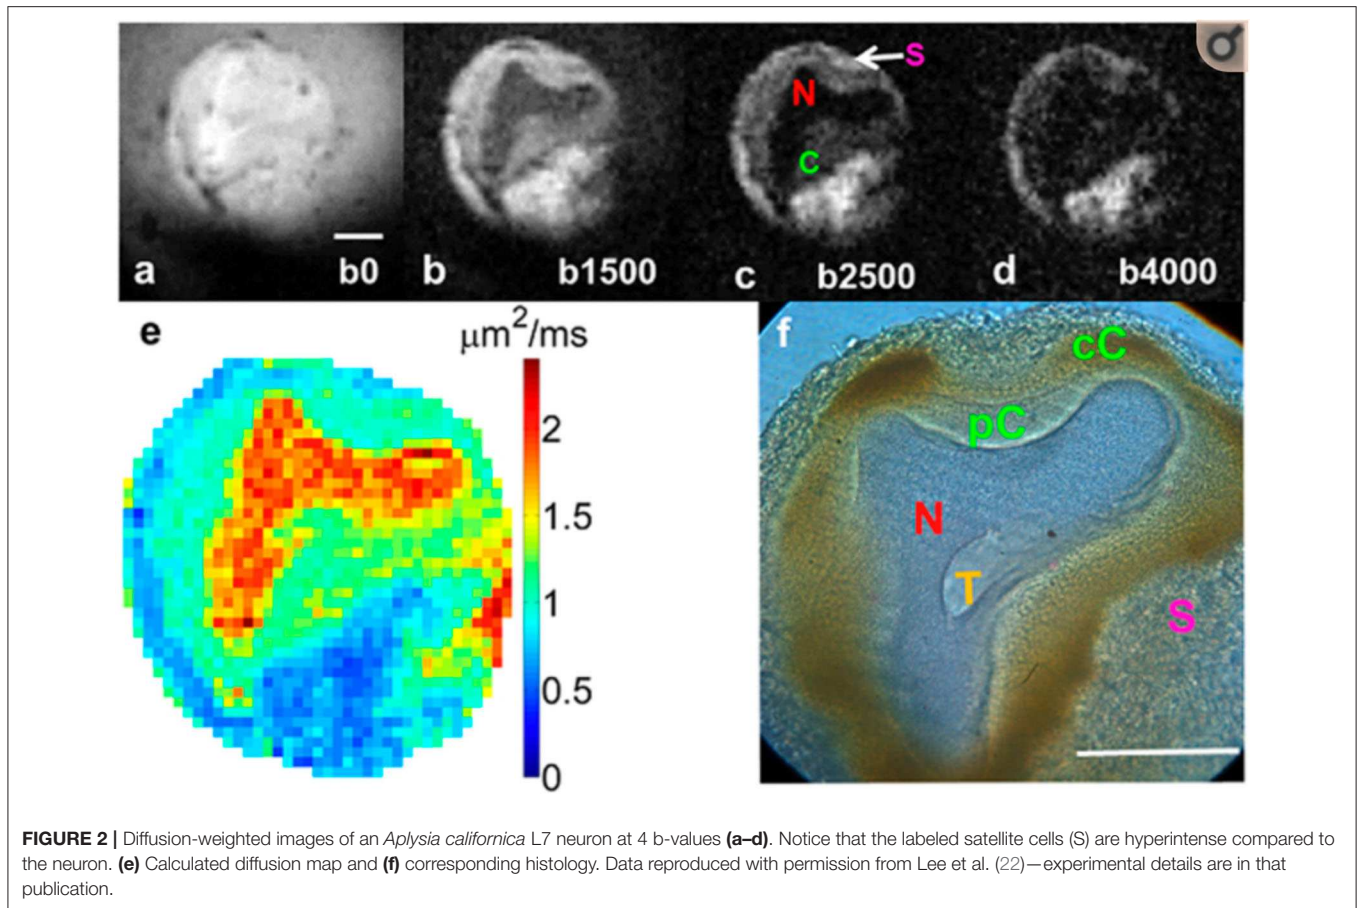 S
N
C
a b0 b b1500 c b2500 d b4000
e μm²/ms f
cC
2
pC
1.5 N
T
1 S
0.5
0
FIGURE 2 | Diffusion-weighted images of an Aplysia californica L7 neuron at 4 b-values (a–d). Notice that the labeled satellite cells (S) are hyperintense compared to
the neuron. (e) Calculated diffusion map and (f) corresponding histology. Data reproduced with permission from Lee et al. (22)—experimental details are in that
publication.